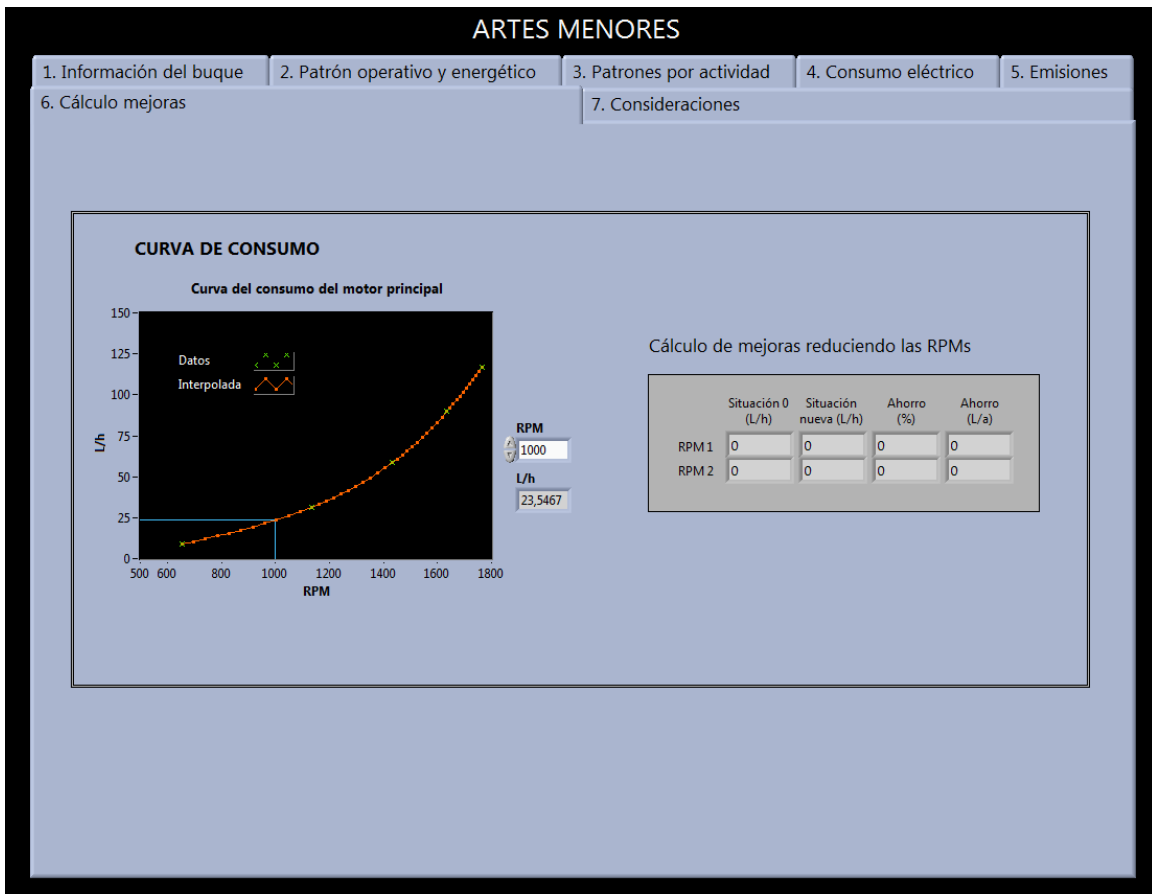 ARTES MENORES
1. Información del buque
2. Patrón operativo y energético
3. Patrones por actividad
4. Consumo eléctrico
5. Emisiones
6. Cálculo mejoras
7. Consideraciones
CURVA DE CONSUMO
Curva del consumo del motor principal
150
125
100
75
50
25
0
L/h
Datos
Interpolada
500 600 800 1000 1200 1400 1600 1800
RPM
RPM
1000
L/h
23,5467
Cálculo de mejoras reduciendo las RPMs
Situación 0 (L/h)
Situación nueva (L/h)
Ahorro (%)
Ahorro (L/a)
RPM 1 0 0 0 0
RPM 2 0 0 0 0